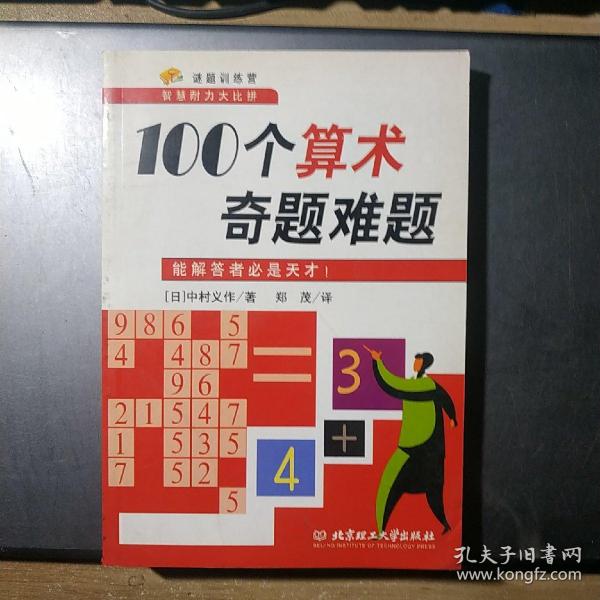 谜题训练营
智慧耐力大比拼
100个算术
奇题难题
能解答者必是天才!
[日]中村义作/著 郑 茂/译
9 8 6 5
4 4 8 7
9 6
2 1 5 4 7
1 5 3 5
7 5 2
5
=
3
4
+
北京理工大学出版社
BEIJING INSTITUTE OF TECHNOLOGY PRESS
孔夫子旧书网
www.kongfz.com